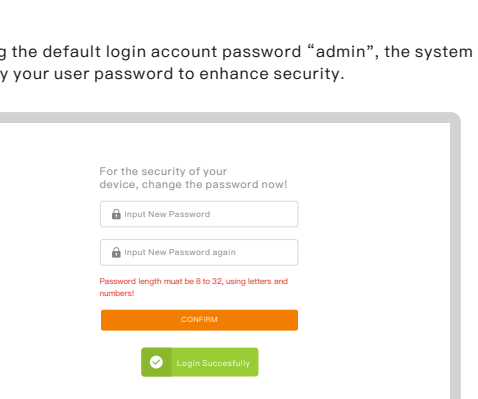 g the default login account password “admin”, the system
y your user password to enhance security.
For the security of your
device, change the password now!
Input New Password
Input New Password again
Password length muat be 8 to 32, using letters and
numbers!
CONFIRM
Login Succesfully